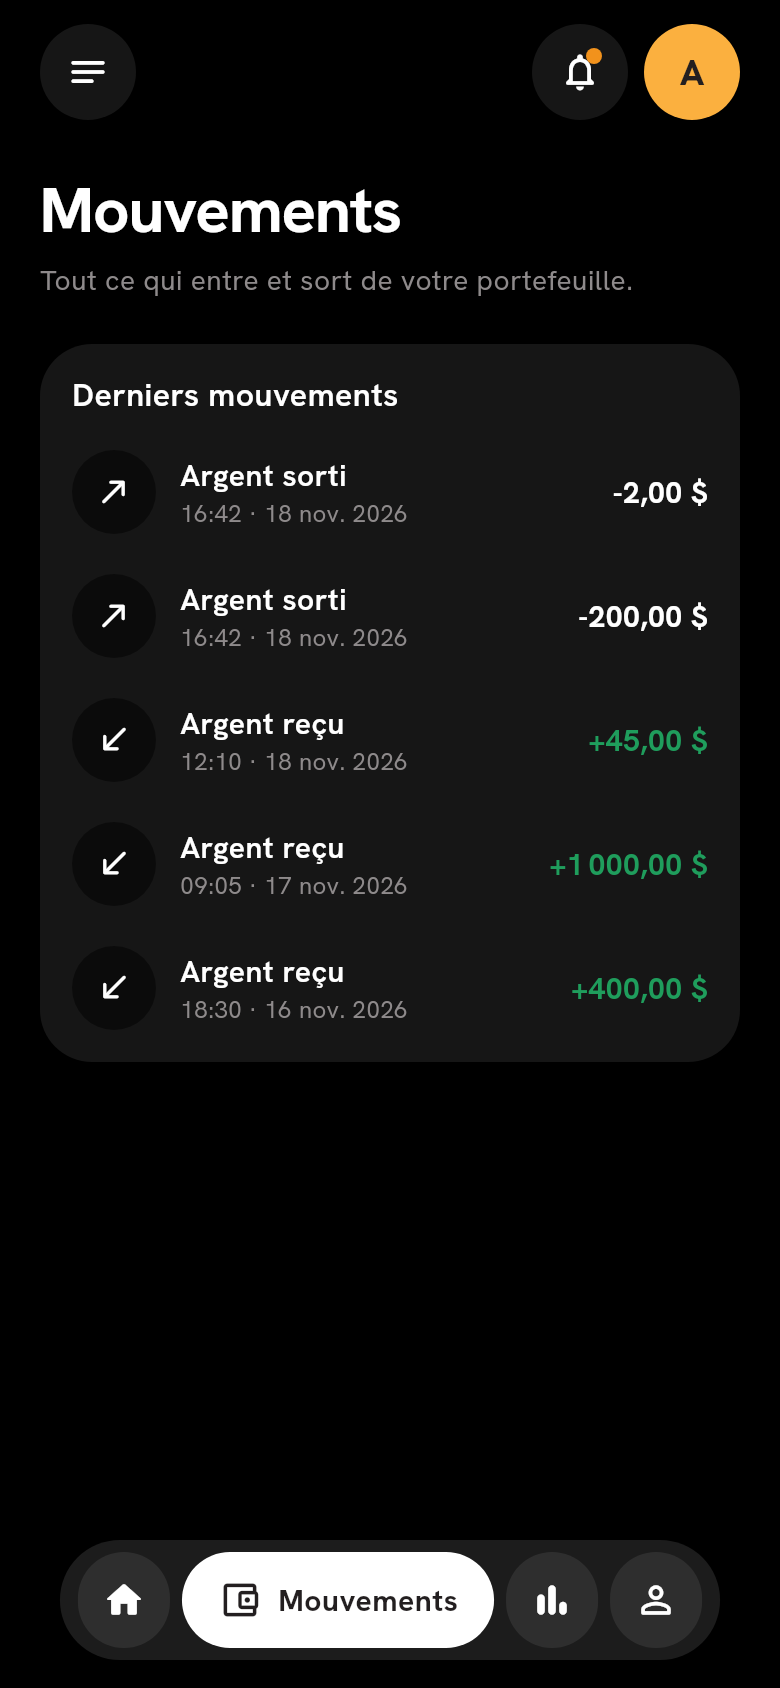 A
Mouvements
Tout ce qui entre et sort de votre portefeuille.
Derniers mouvements
Argent sorti
16:42 · 18 nov. 2026
-2,00 $
Argent sorti
16:42 · 18 nov. 2026
-200,00 $
Argent reçu
12:10 · 18 nov. 2026
+45,00 $
Argent reçu
09:05 · 17 nov. 2026
+1 000,00 $
Argent reçu
18:30 · 16 nov. 2026
+400,00 $
Mouvements